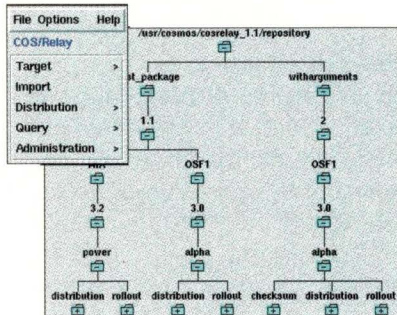 File Options Help
COS/Relay
Target >
Import
Distribution >
Query >
Administration >
/usr/cosmos/cosrelay_1.1/repository
witharguments
1.1 2
OSF1 OSF1
3.2 3.0 3.0
power alpha alpha
distribution rollout distribution rollout checksum distribution rollout